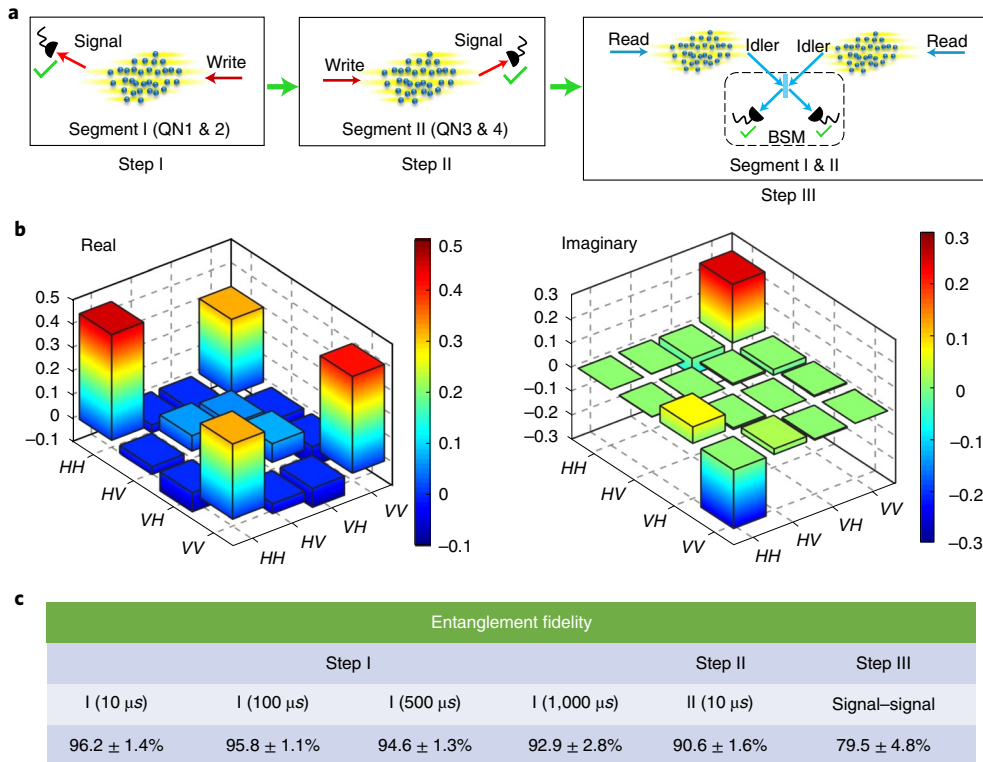 a
Signal
Write
Segment I (QN1 & 2)
Step I
Write
Signal
Segment II (QN3 & 4)
Step II
Read
Idler
Idler
Read
BSM
Segment I & II
Step III
b
Real
0.5
0.4
0.3
0.2
0.1
0
–0.1
HH
HV
VH
VV
HH
HV
VH
VV
0.5
0.4
0.3
0.2
0.1
0
–0.1
Imaginary
0.3
0.2
0.1
0
–0.1
–0.2
–0.3
HH
HV
VH
VV
HH
HV
VH
VV
0.3
0.2
0.1
0
–0.1
–0.2
–0.3
c
Entanglement fidelity
Step I Step II Step III
I (10 μs) I (100 μs) I (500 μs) I (1,000 μs) II (10 μs) Signal–signal
96.2 ± 1.4% 95.8 ± 1.1% 94.6 ± 1.3% 92.9 ± 2.8% 90.6 ± 1.6% 79.5 ± 4.8%